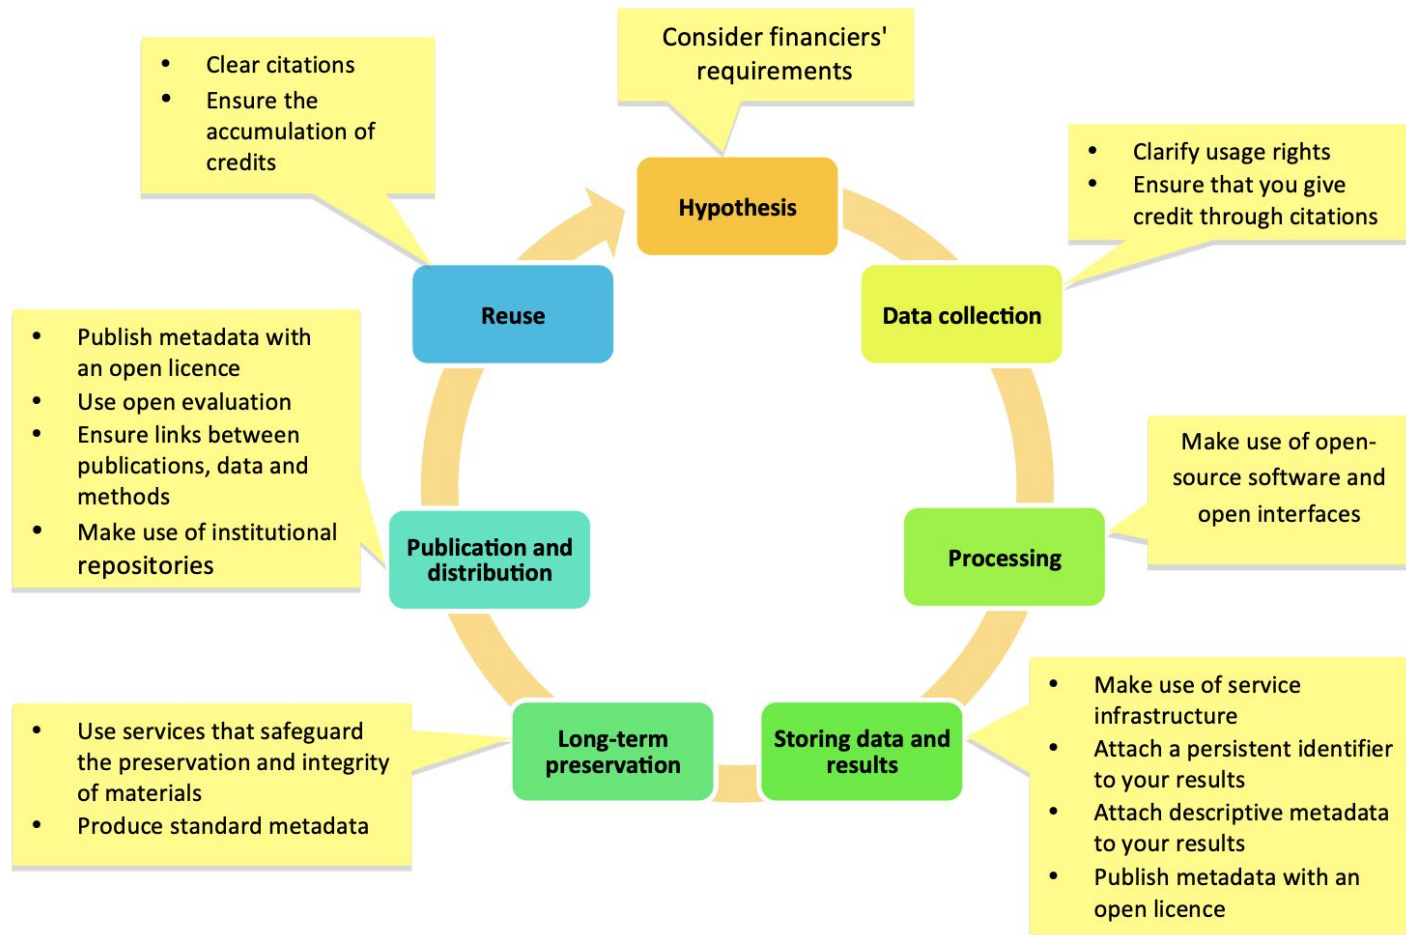 Consider financiers'
requirements
Hypothesis
• Clarify usage rights
• Ensure that you give
credit through citations
Data collection
Make use of open-
source software and
open interfaces
Processing
• Make use of service
infrastructure
• Attach a persistent identifier
to your results
• Attach descriptive metadata
to your results
• Publish metadata with an
open licence
Storing data and
results
• Use services that safeguard
the preservation and integrity
of materials
• Produce standard metadata
Long-term
preservation
• Publish metadata with
an open licence
• Use open evaluation
• Ensure links between
publications, data and
methods
• Make use of institutional
repositories
Publication and
distribution
• Clear citations
• Ensure the
accumulation of
credits
Reuse